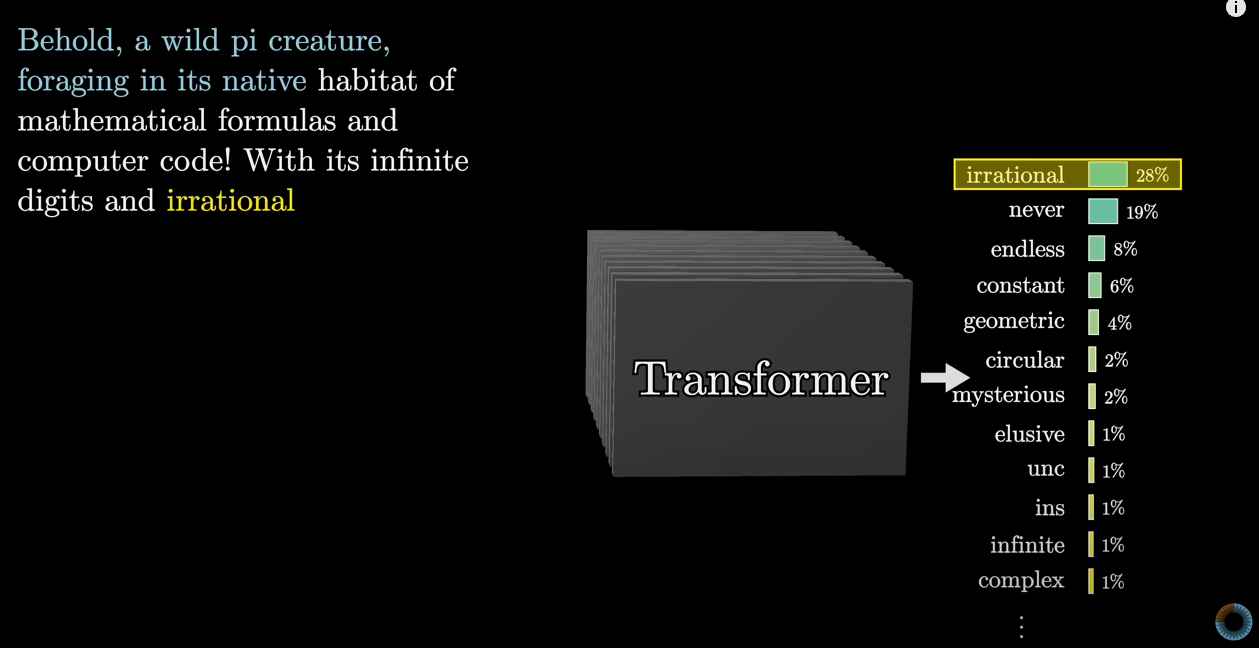 Behold, a wild pi creature,
foraging in its native habitat of
mathematical formulas and
computer code! With its infinite
digits and irrational
Transformer
irrational 28%
never 19%
endless 8%
constant 6%
geometric 4%
circular 2%
mysterious 2%
elusive 1%
unc 1%
ins 1%
infinite 1%
complex 1%